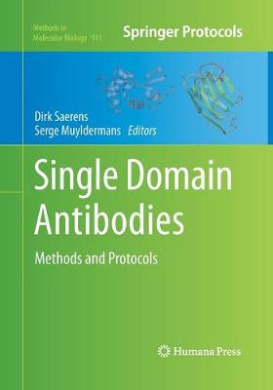 Methods in
Molecular Biology 911
Springer Protocols
Dirk Saerens
Serge Muyldermans Editors
Single Domain
Antibodies
Methods and Protocols
Humana Press